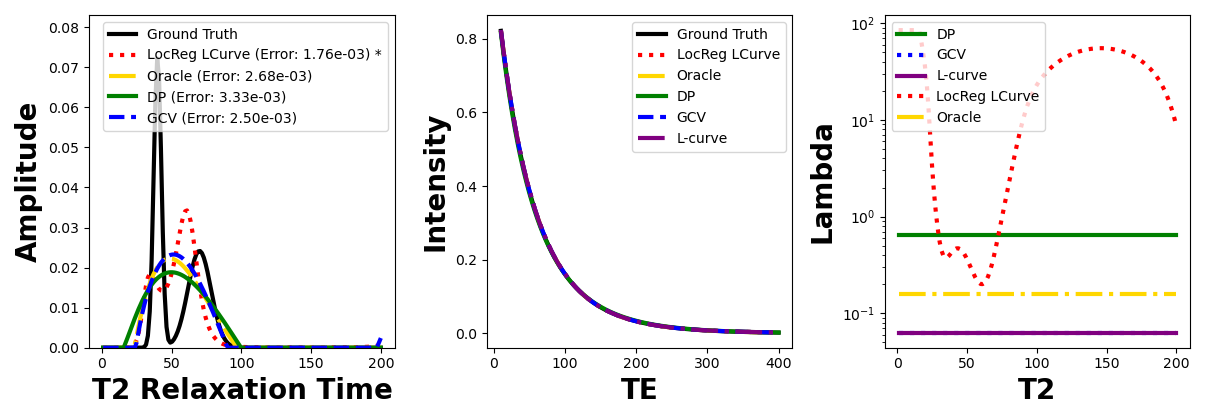 Amplitude
0.08
0.07
0.06
0.05
0.04
0.03
0.02
0.01
0.00
Ground Truth
LocReg LCurve (Error: 1.76e-03) *
Oracle (Error: 2.68e-03)
DP (Error: 3.33e-03)
GCV (Error: 2.50e-03)
0 50 100 150 200
T2 Relaxation Time
Intensity
0.8
0.6
0.4
0.2
0.0
Ground Truth
LocReg LCurve
Oracle
DP
GCV
L-curve
0 100 200 300 400
TE
Lambda
10²
10¹
10⁰
10⁻¹
DP
GCV
L-curve
LocReg LCurve
Oracle
0 50 100 150 200
T2